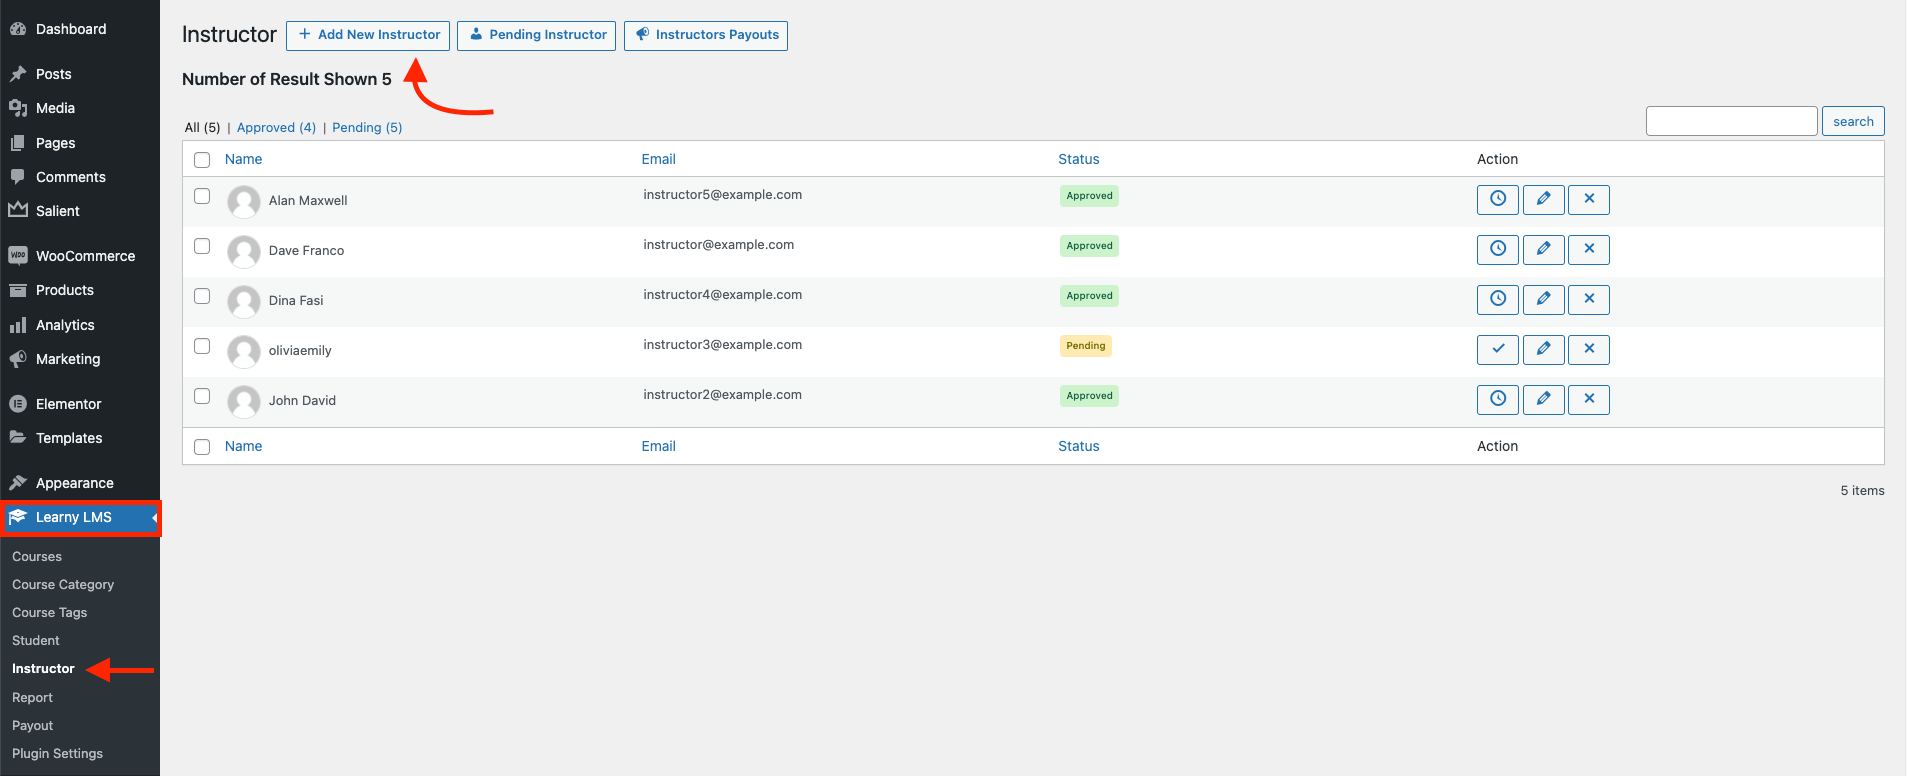 Dashboard
Posts
Media
Pages
Comments
Salient
WOO WooCommerce
Products
Analytics
Marketing
Elementor
Templates
Appearance
Learny LMS
Courses
Course Category
Course Tags
Student
Instructor
Report
Payout
Plugin Settings
Instructor + Add New Instructor Pending Instructor Instructors Payouts
Number of Result Shown 5
All (5) | Approved (4) | Pending (5)
search
Name Email Status Action
Alan Maxwell instructor5@example.com Approved
Dave Franco instructor@example.com Approved
Dina Fasi instructor4@example.com Approved
oliviaemily instructor3@example.com Pending
John David instructor2@example.com Approved
Name Email Status Action
5 items